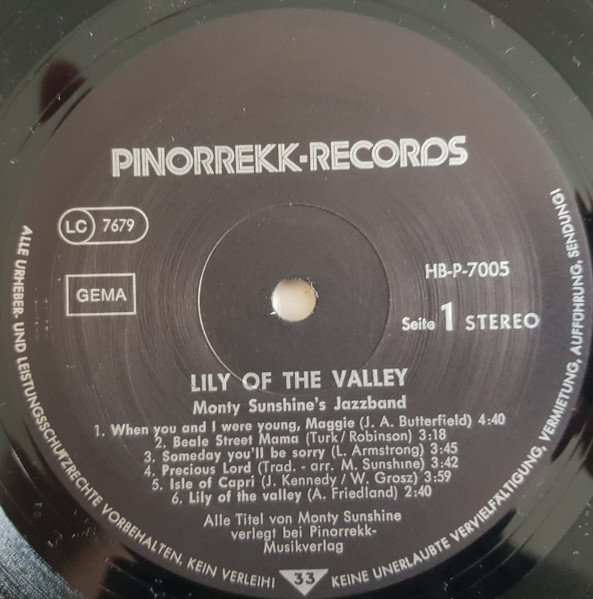 PINORREKK-RECORDS
LC 7679
GEMA
HB-P-7005
Seite 1 STEREO
LILY OF THE VALLEY
Monty Sunshine's Jazzband
1. When you and I were young, Maggie (J. A. Butterfield) 4:40
2. Beale Street Mama (Turk/Robinson) 3:18
3. Someday you'll be sorry (L. Armstrong) 3:45
4. Precious Lord (Trad. - arr. M. Sunshine) 3:42
5. Isle of Capri (J. Kennedy/W. Grosz) 3:59
6. Lily of the valley (A. Friedland) 2:40
Alle Titel von Monty Sunshine
verlegt bei Pinorrekk-
Musikverlag
ALLE URHEBER- UND LEISTUNGSSCHUTZRECHTE VORBEHALTEN. KEIN VERLEIH! KEINE UNERLAUBTE VERVIELFÄLTIGUNG, VERMIETUNG, AUFFÜHRUNG, SENDUNG!
33